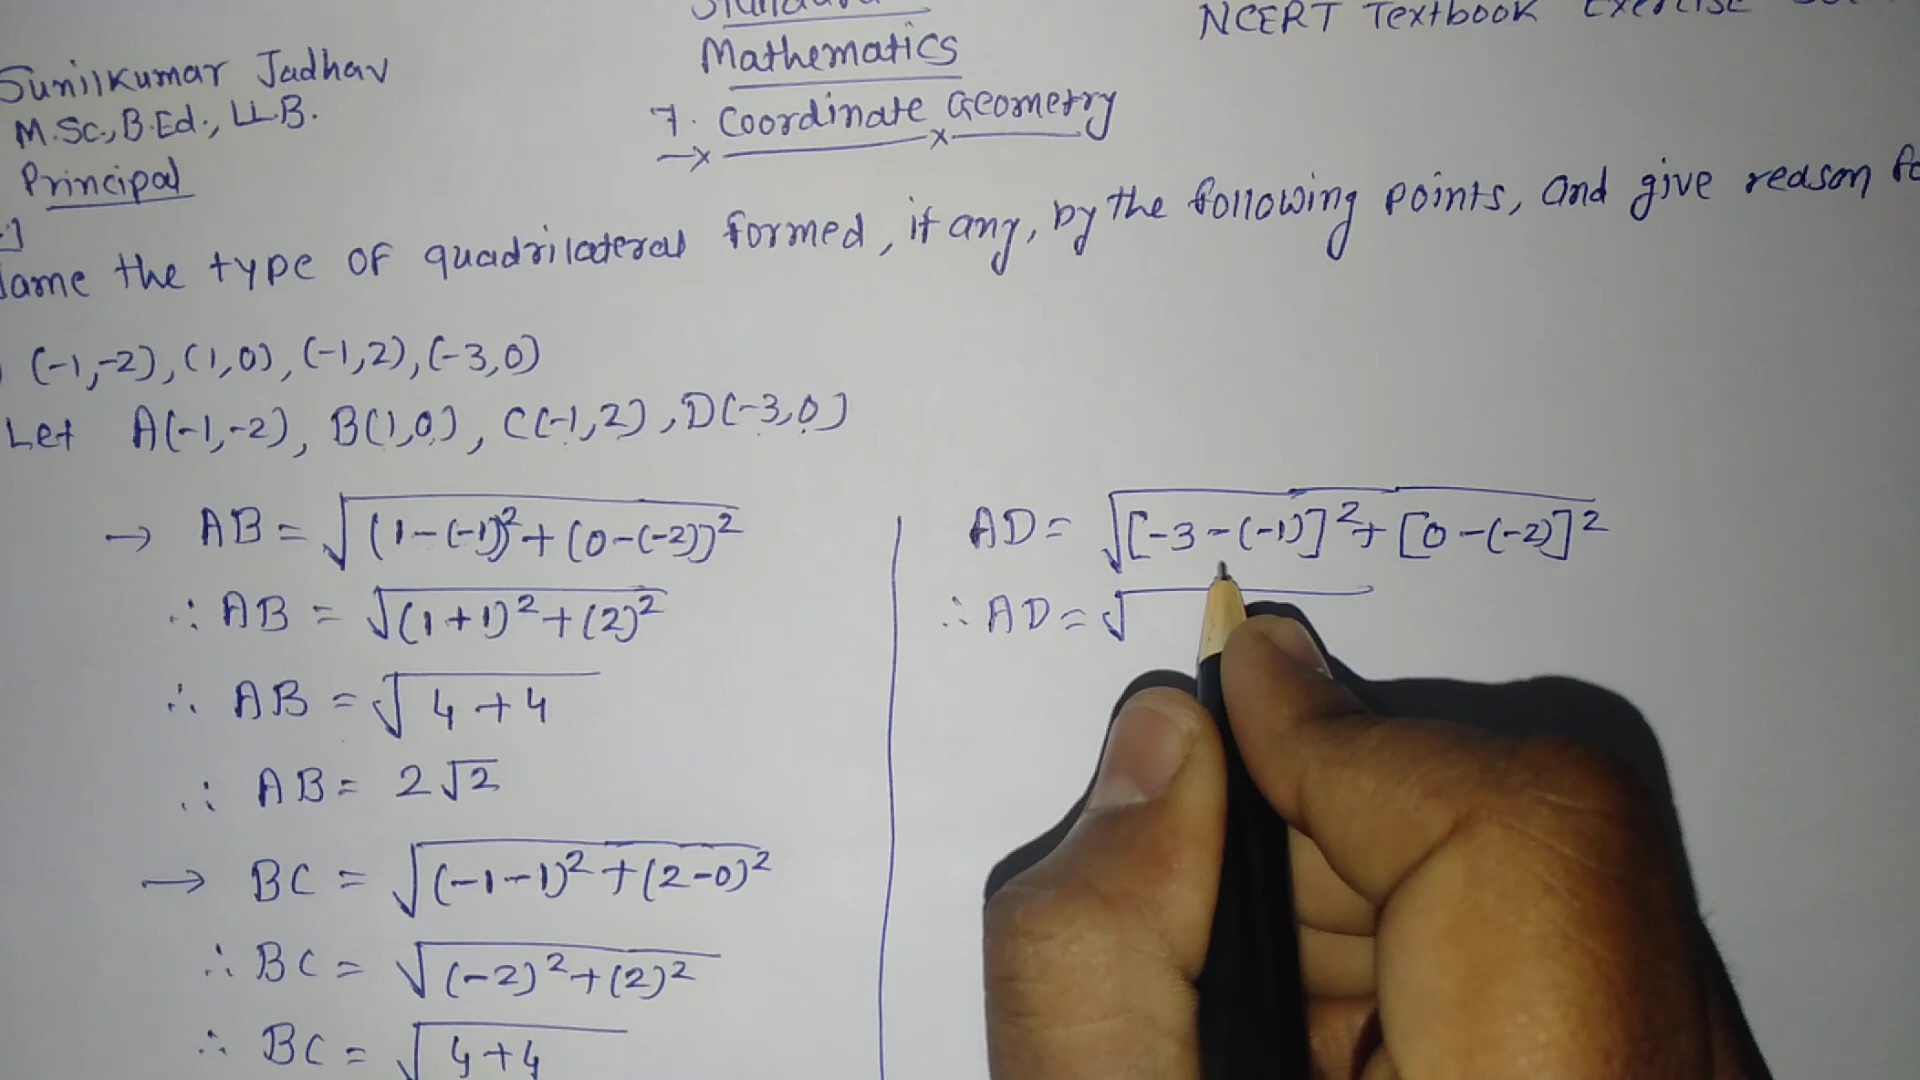 Sunilkumar Jadhav
M.Sc., B.Ed., LL.B.
Principal
Mathematics
7. Coordinate Geometry
NCERT Textbook Exercise
the type of quadrilateral formed, if any, by the following points, and give reason
(-1,-2), (1,0), (-1,2), (-3,0)
Let A(-1,-2), B(1,0), C(-1,2), D(-3,0)
→ AB = √(1-(-1))²+(0-(-2))²
∴ AB = √(1+1)²+(2)²
∴ AB = √4+4
∴ AB = 2√2
→ BC = √(-1-1)²+(2-0)²
∴ BC = √(-2)²+(2)²
∴ BC = √4+4
AD = √[-3-(-1)]²+[0-(-2)]²
∴ AD = √